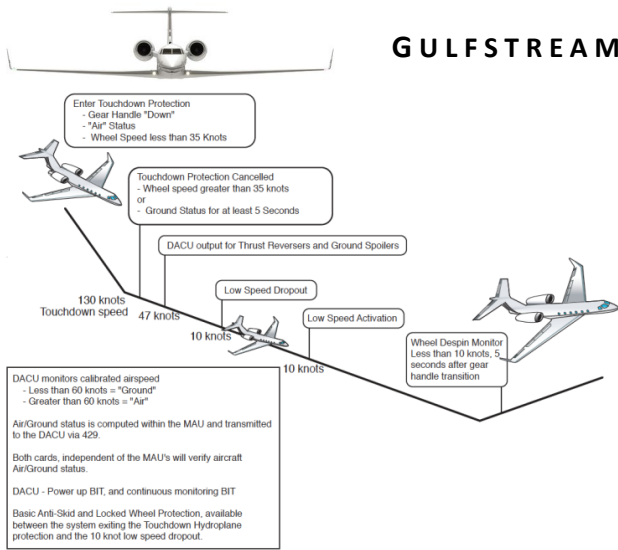 GULFSTREAM
Enter Touchdown Protection
- Gear Handle "Down"
- "Air" Status
- Wheel Speed less than 35 Knots
Touchdown Protection Cancelled
- Wheel speed greater than 35 knots
or
- Ground Status for at least 5 Seconds
DACU output for Thrust Reversers and Ground Spoilers
130 knots
Touchdown speed
47 knots
Low Speed Dropout
10 knots
Low Speed Activation
10 knots
Wheel Despin Monitor
Less than 10 knots, 5
seconds after gear
handle transition
DACU monitors calibrated airspeed
- Less than 60 knots = "Ground"
- Greater than 60 knots = "Air"
Air/Ground status is computed within the MAU and transmitted
to the DACU via 429.
Both cards, independent of the MAU's will verify aircraft
Air/Ground status.
DACU - Power up BIT, and continuous monitoring BIT
Basic Anti-Skid and Locked Wheel Protection, available
between the system exiting the Touchdown Hydroplane
protection and the 10 knot low speed dropout.